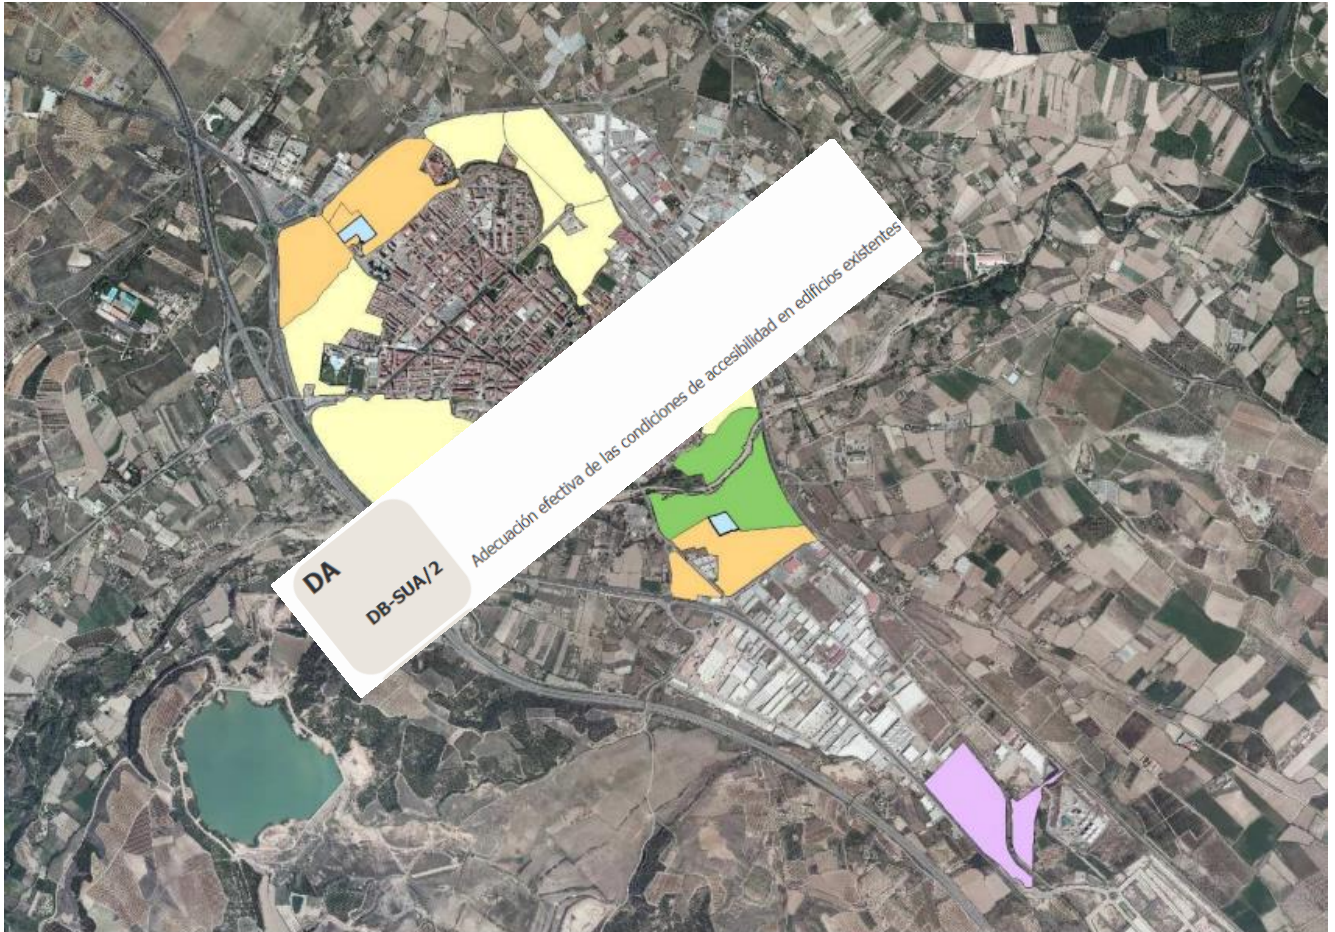 DA
DB-SUA/2
Adecuación efectiva de las condiciones de accesibilidad en edificios existentes